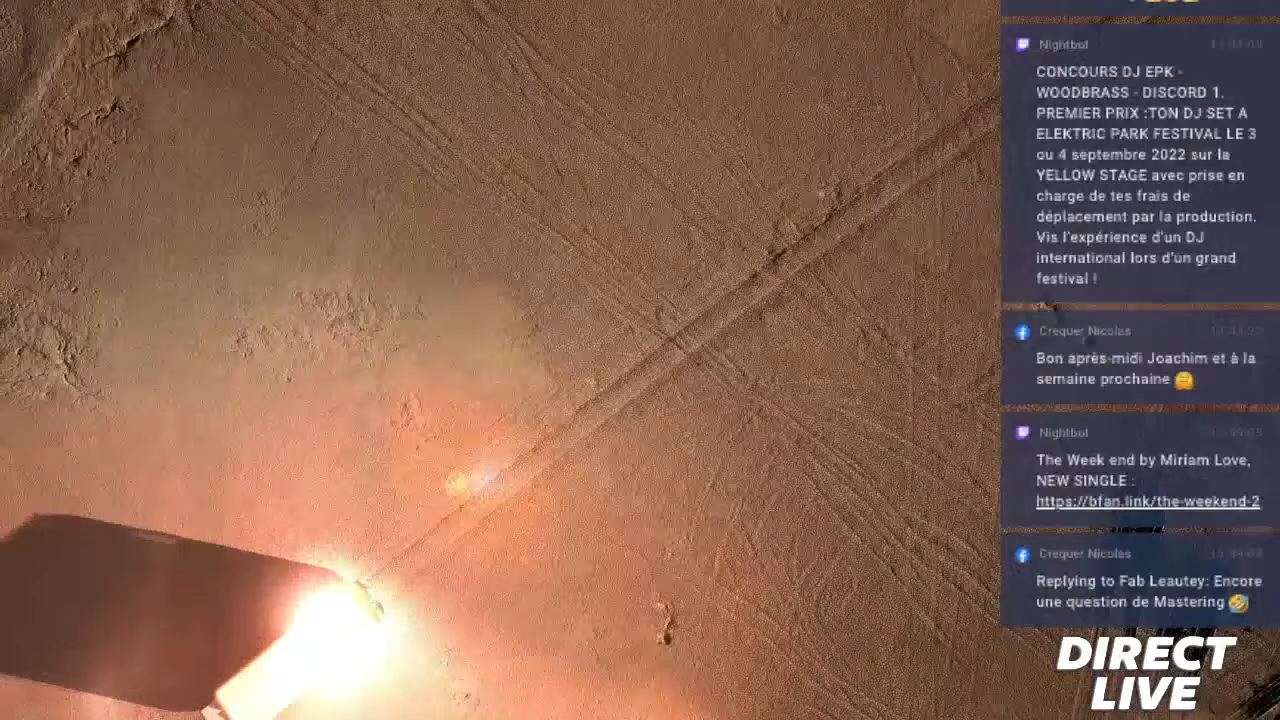 Nightbot
CONCOURS DJ EPK -
WOODBRASS - DISCORD 1.
PREMIER PRIX :TON DJ SET A
ELEKTRIC PARK FESTIVAL LE 3
ou 4 septembre 2022 sur la
YELLOW STAGE avec prise en
charge de tes frais de
déplacement par la production.
Vis l'expérience d'un DJ
international lors d'un grand
festival !
Crequer Nicolas
Bon après-midi Joachim et à la
semaine prochaine 🤗
Nightbot
The Week end by Miriam Love,
NEW SINGLE :
https://bfan.link/the-weekend-2
Crequer Nicolas
Replying to Fab Leautey: Encore
une question de Mastering 🤣
DIRECT
LIVE